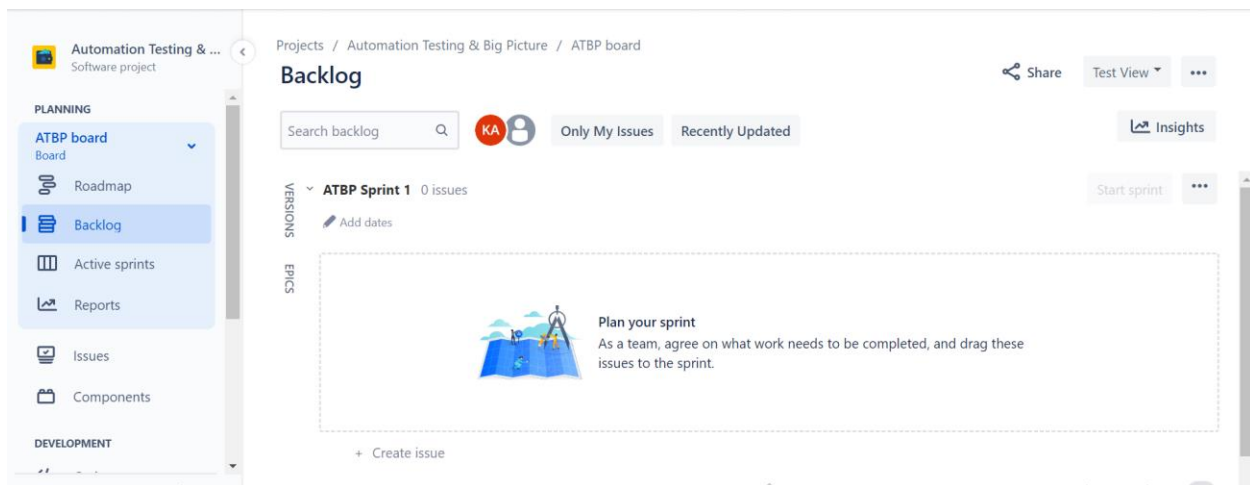 Automation Testing & ...
Software project
PLANNING
ATBP board
Board
Roadmap
Backlog
Active sprints
Reports
Issues
Components
DEVELOPMENT
Projects / Automation Testing & Big Picture / ATBP board
Backlog
Share
Test View
Search backlog
KA
Only My Issues
Recently Updated
Insights
VERSIONS
EPICS
ATBP Sprint 1 0 issues
Start sprint
Add dates
Plan your sprint
As a team, agree on what work needs to be completed, and drag these
issues to the sprint.
+ Create issue